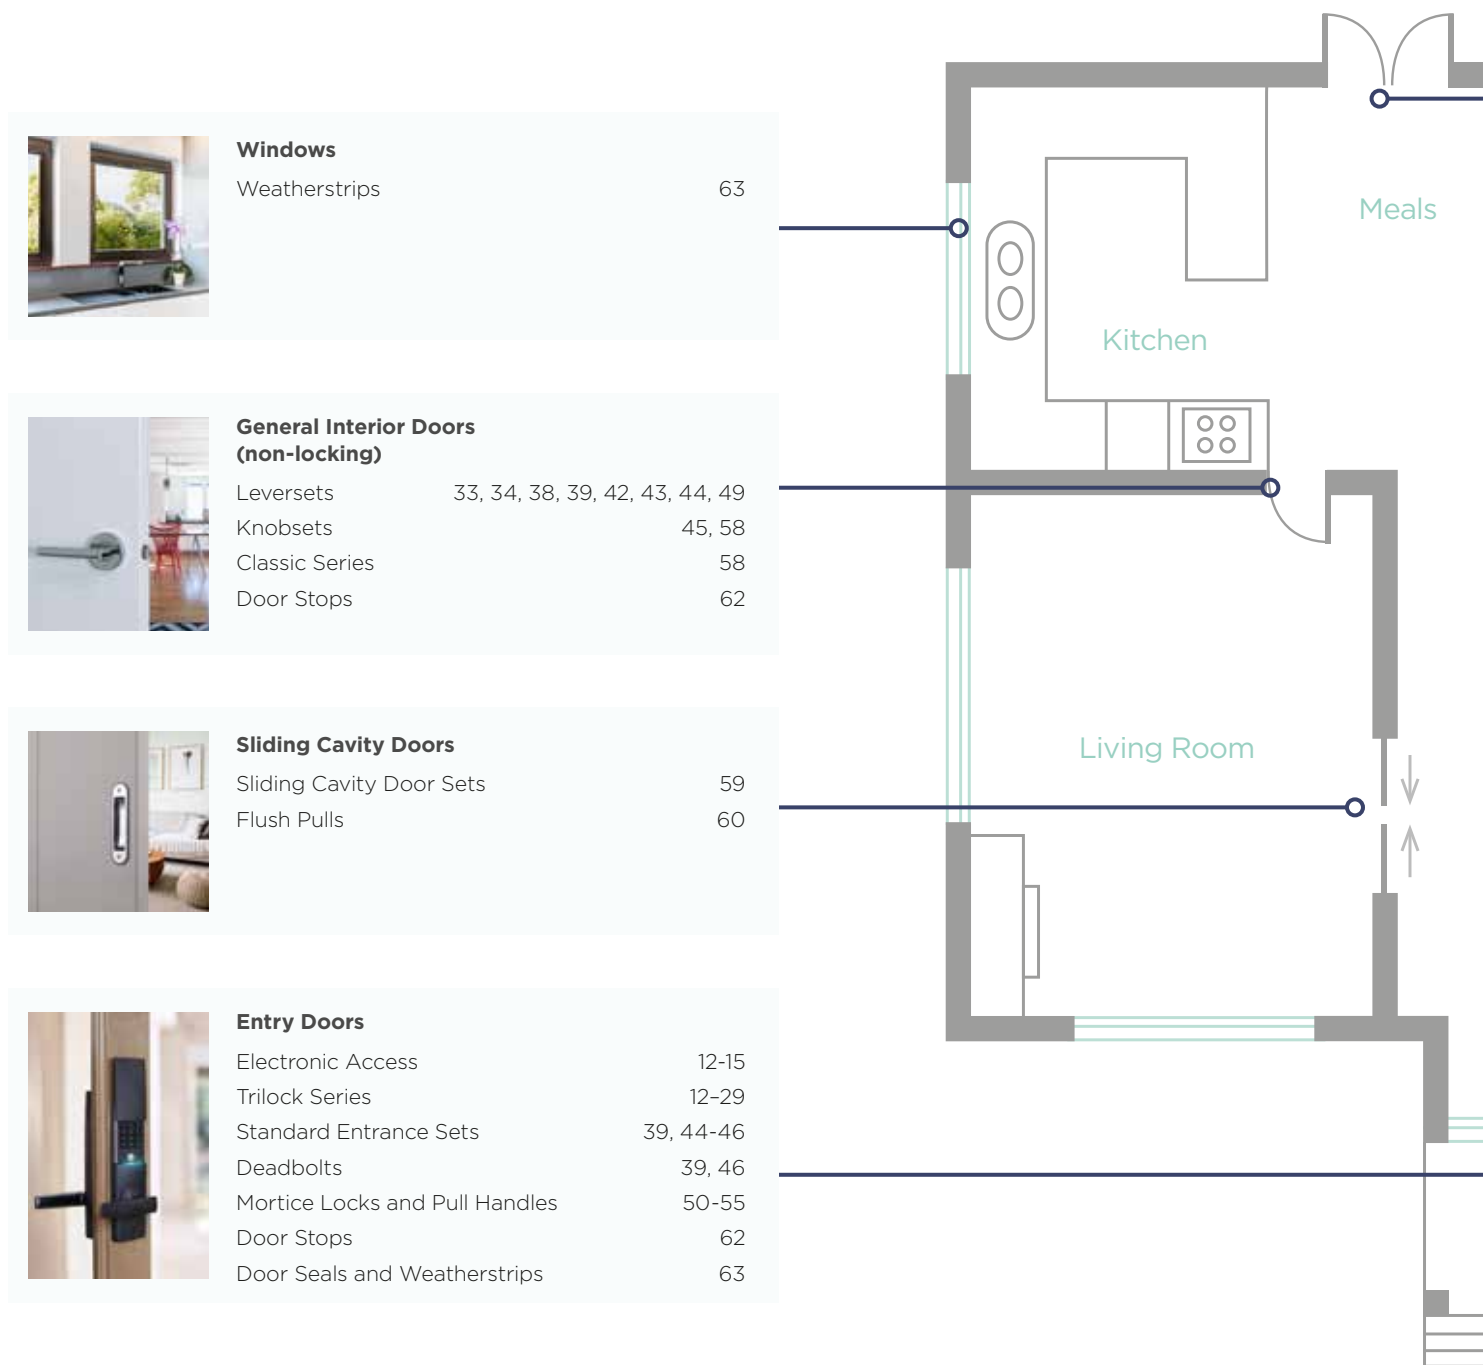 Windows
Weatherstrips 63
General Interior Doors
(non-locking)
Leversets 33, 34, 38, 39, 42, 43, 44, 49
Knobsets 45, 58
Classic Series 58
Door Stops 62
Sliding Cavity Doors
Sliding Cavity Door Sets 59
Flush Pulls 60
Entry Doors
Electronic Access 12-15
Trilock Series 12–29
Standard Entrance Sets 39, 44-46
Deadbolts 39, 46
Mortice Locks and Pull Handles 50-55
Door Stops 62
Door Seals and Weatherstrips 63
Meals
Kitchen
Living Room